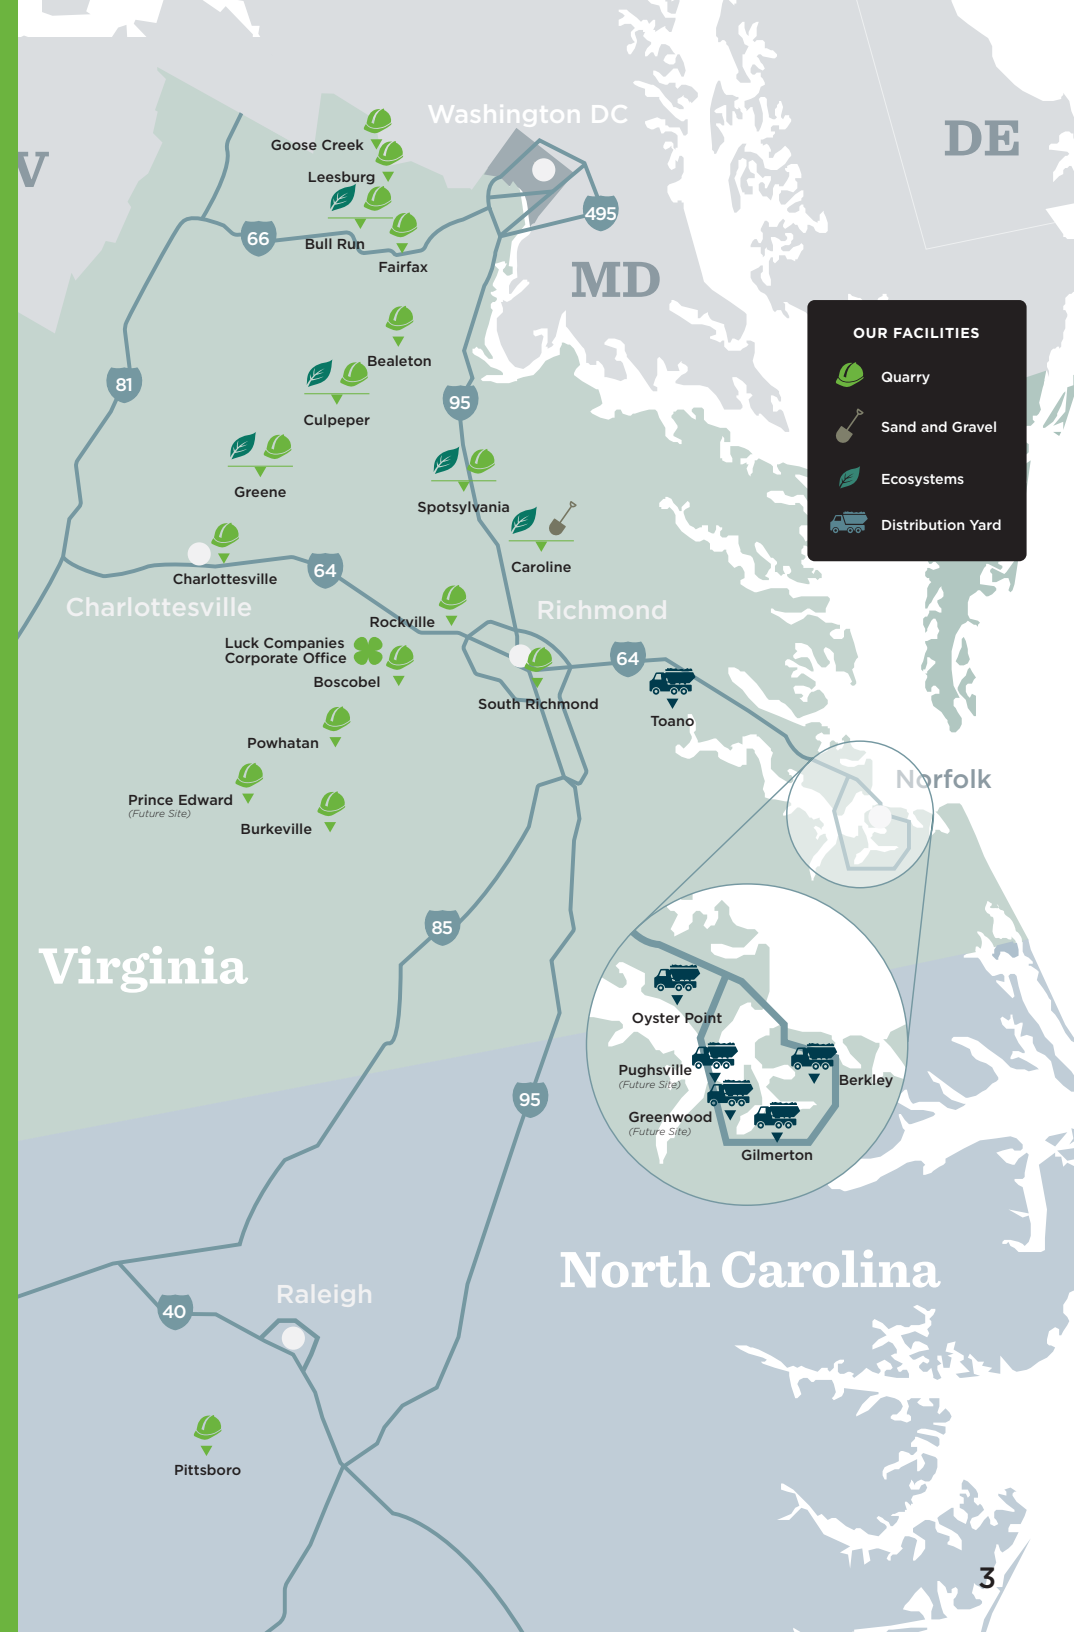 Washington DC
DE
Goose Creek
V
Leesburg
495
66
Bull Run
Fairfax
MD
OUR FACILITIES
Quarry
Sand and Gravel
Ecosystems
Distribution Yard
Bealeton
81
95
Culpeper
Greene
Spotsylvania
Caroline
Charlottesville
64
Charlottesville
Rockville
Richmond
Luck Companies
Corporate Office
64
Boscobel
South Richmond
Toano
Powhatan
Norfolk
Prince Edward
(Future Site)
Burkeville
85
Virginia
Oyster Point
Pughsville
(Future Site)
Berkley
95
Greenwood
(Future Site)
Gilmerton
North Carolina
Raleigh
40
Pittsboro
3